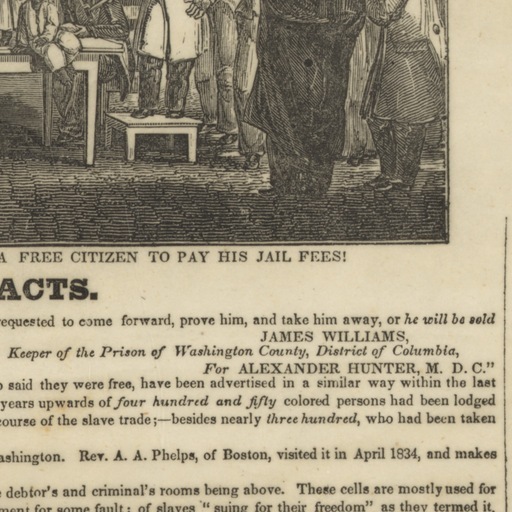 A FREE CITIZEN TO PAY HIS JAIL FEES!
ACTS.
requested to come forward, prove him, and take him away, or he will be sold
JAMES WILLIAMS,
Keeper of the Prison of Washington County, District of Columbia,
For ALEXANDER HUNTER, M. D. C."
o said they were free, have been advertised in a similar way within the last
years upwards of four hundred and fifty colored persons had been lodged
course of the slave trade;—besides nearly three hundred, who had been taken
ashington. Rev. A. A. Phelps, of Boston, visited it in April 1834, and makes
e debtor's and criminal's rooms being above. These cells are mostly used for
ment for some fault; of slaves "suing for their freedom" as they termed it,